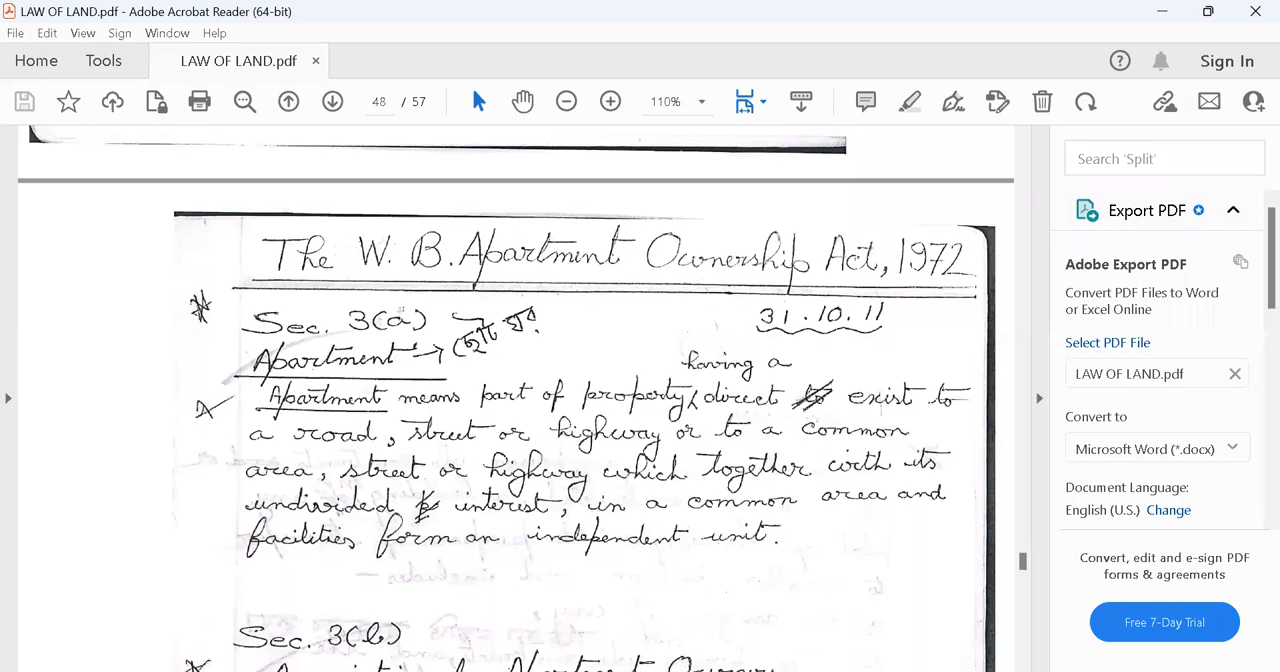 LAW OF LAND.pdf - Adobe Acrobat Reader (64-bit)
File Edit View Sign Window Help
Home Tools LAW OF LAND.pdf × Sign In
48 / 57 110%
Search 'Split'
Export PDF
Adobe Export PDF
Convert PDF Files to Word
or Excel Online
Select PDF File
LAW OF LAND.pdf
Convert to
Microsoft Word (*.docx)
Document Language:
English (U.S.) Change
Convert, edit and e-sign PDF
forms & agreements
Free 7-Day Trial
The W. B. Apartment Ownership Act, 1972
Sec. 3(a) 31.10.11
Apartment →
having a
Apartment means part of property, direct exist to
a road, street or highway or to a common
area, street or highway which together with its
undivided interest, in a common area and
facilities form an independent unit.
Sec. 3(b)